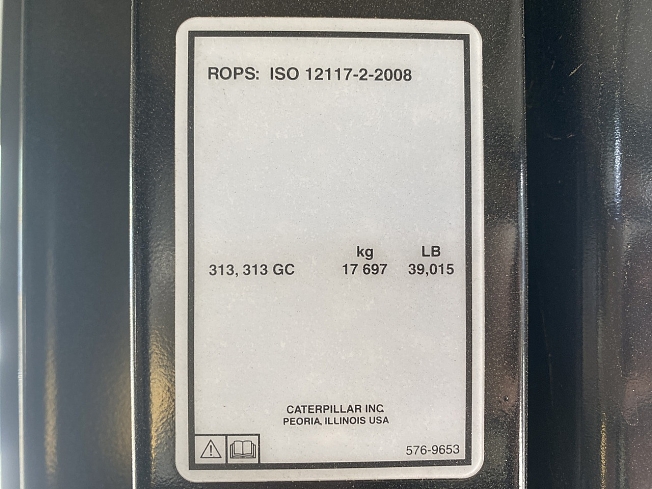 ROPS: ISO 12117-2-2008
kg LB
313, 313 GC 17 697 39,015
CATERPILLAR INC.
PEORIA, ILLINOIS USA
576-9653